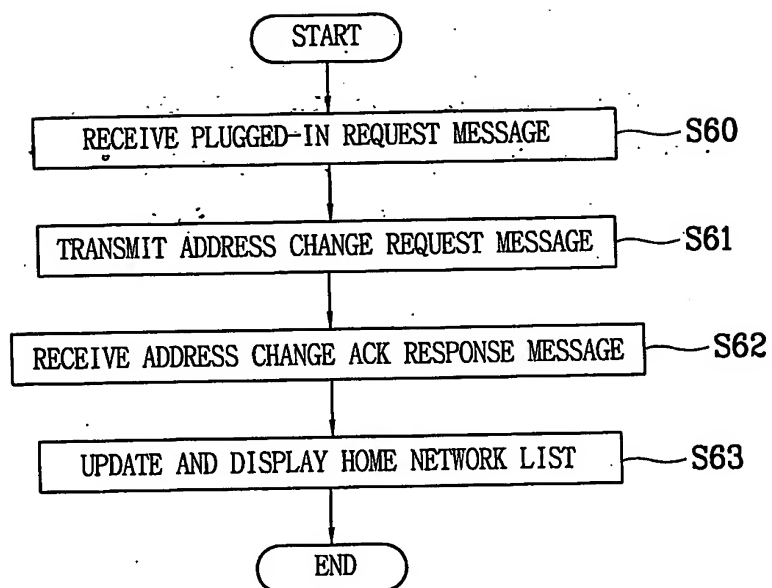 START
RECEIVE PLUGGED-IN REQUEST MESSAGE S60
TRANSMIT ADDRESS CHANGE REQUEST MESSAGE S61
RECEIVE ADDRESS CHANGE ACK RESPONSE MESSAGE S62
UPDATE AND DISPLAY HOME NETWORK LIST S63
END